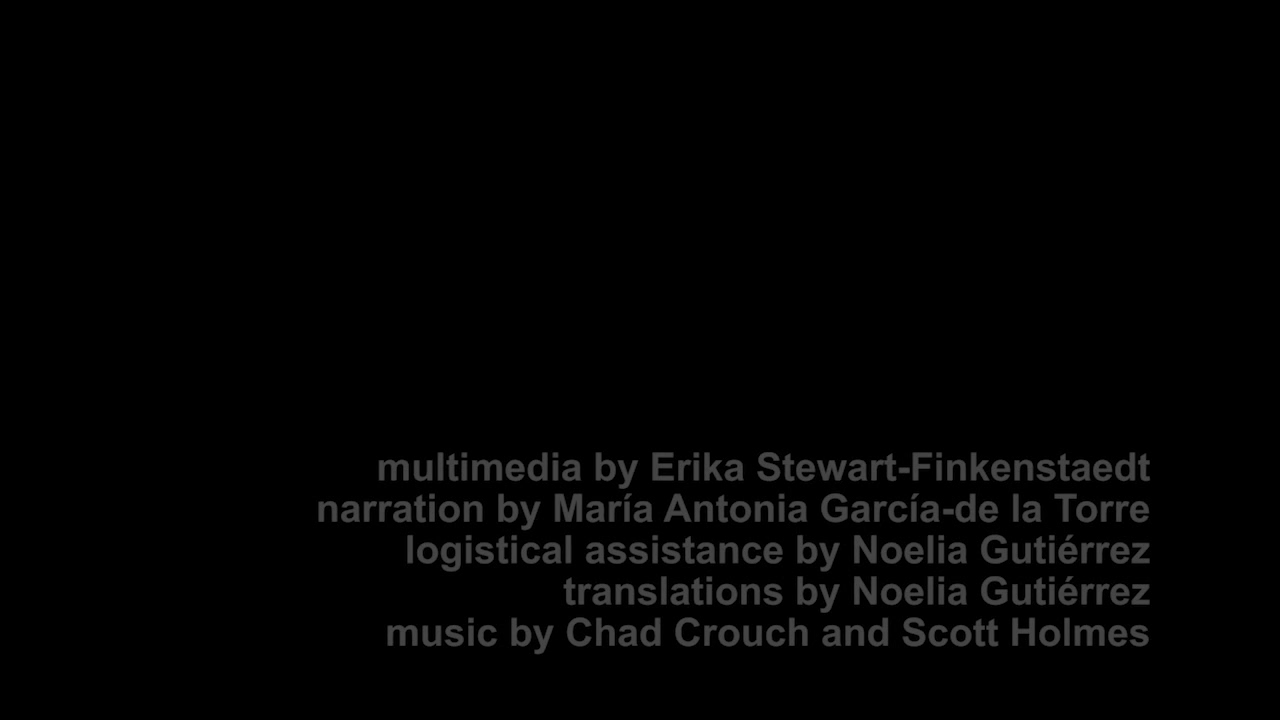 multimedia by Erika Stewart-Finkenstaedt
narration by María Antonia García-de la Torre
logistical assistance by Noelia Gutiérrez
translations by Noelia Gutiérrez
music by Chad Crouch and Scott Holmes